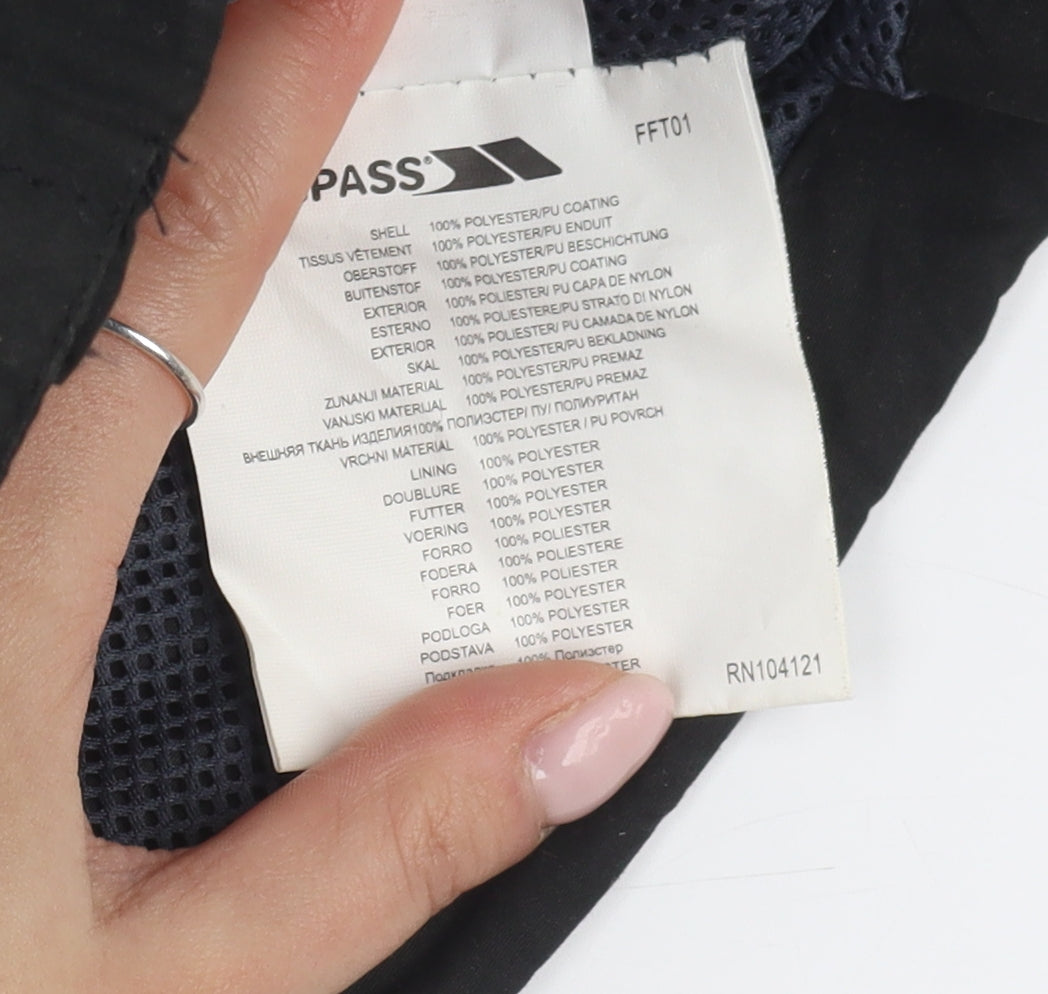 PASS®
FFT01
SHELL 100% POLYESTER/PU COATING
TISSUS VÊTEMENT 100% POLYESTER/PU ENDUIT
OBERSTOFF 100% POLYESTER/PU BESCHICHTUNG
BUITENSTOF 100% POLYESTER/PU COATING
EXTERIOR 100% POLIESTER/ PU CAPA DE NYLON
ESTERNO 100% POLIESTERE/PU STRATO DI NYLON
EXTERIOR 100% POLIESTER/ PU CAMADA DE NYLON
SKAL 100% POLYESTER/PU BEKLADNING
ZUNANJI MATERIAL 100% POLYESTER/PU PREMAZ
VANJSKI MATERIJAL 100% POLYESTER/PU PREMAZ
ВНЕШНЯЯ ТКАНЬ ИЗДЕЛИЯ100% ПОЛИЭСТЕР/ ПУ/ ПОЛИУРИТАН
VRCHNI MATERIAL 100% POLYESTER / PU POVRCH
LINING 100% POLYESTER
DOUBLURE 100% POLYESTER
FUTTER 100% POLYESTER
VOERING 100% POLYESTER
FORRO 100% POLIESTER
FODERA 100% POLIESTERE
FORRO 100% POLIESTER
FOER 100% POLYESTER
PODLOGA 100% POLYESTER
PODSTAVA 100% POLYESTER
Подкладка 100% Полиэстер
TER
RN104121